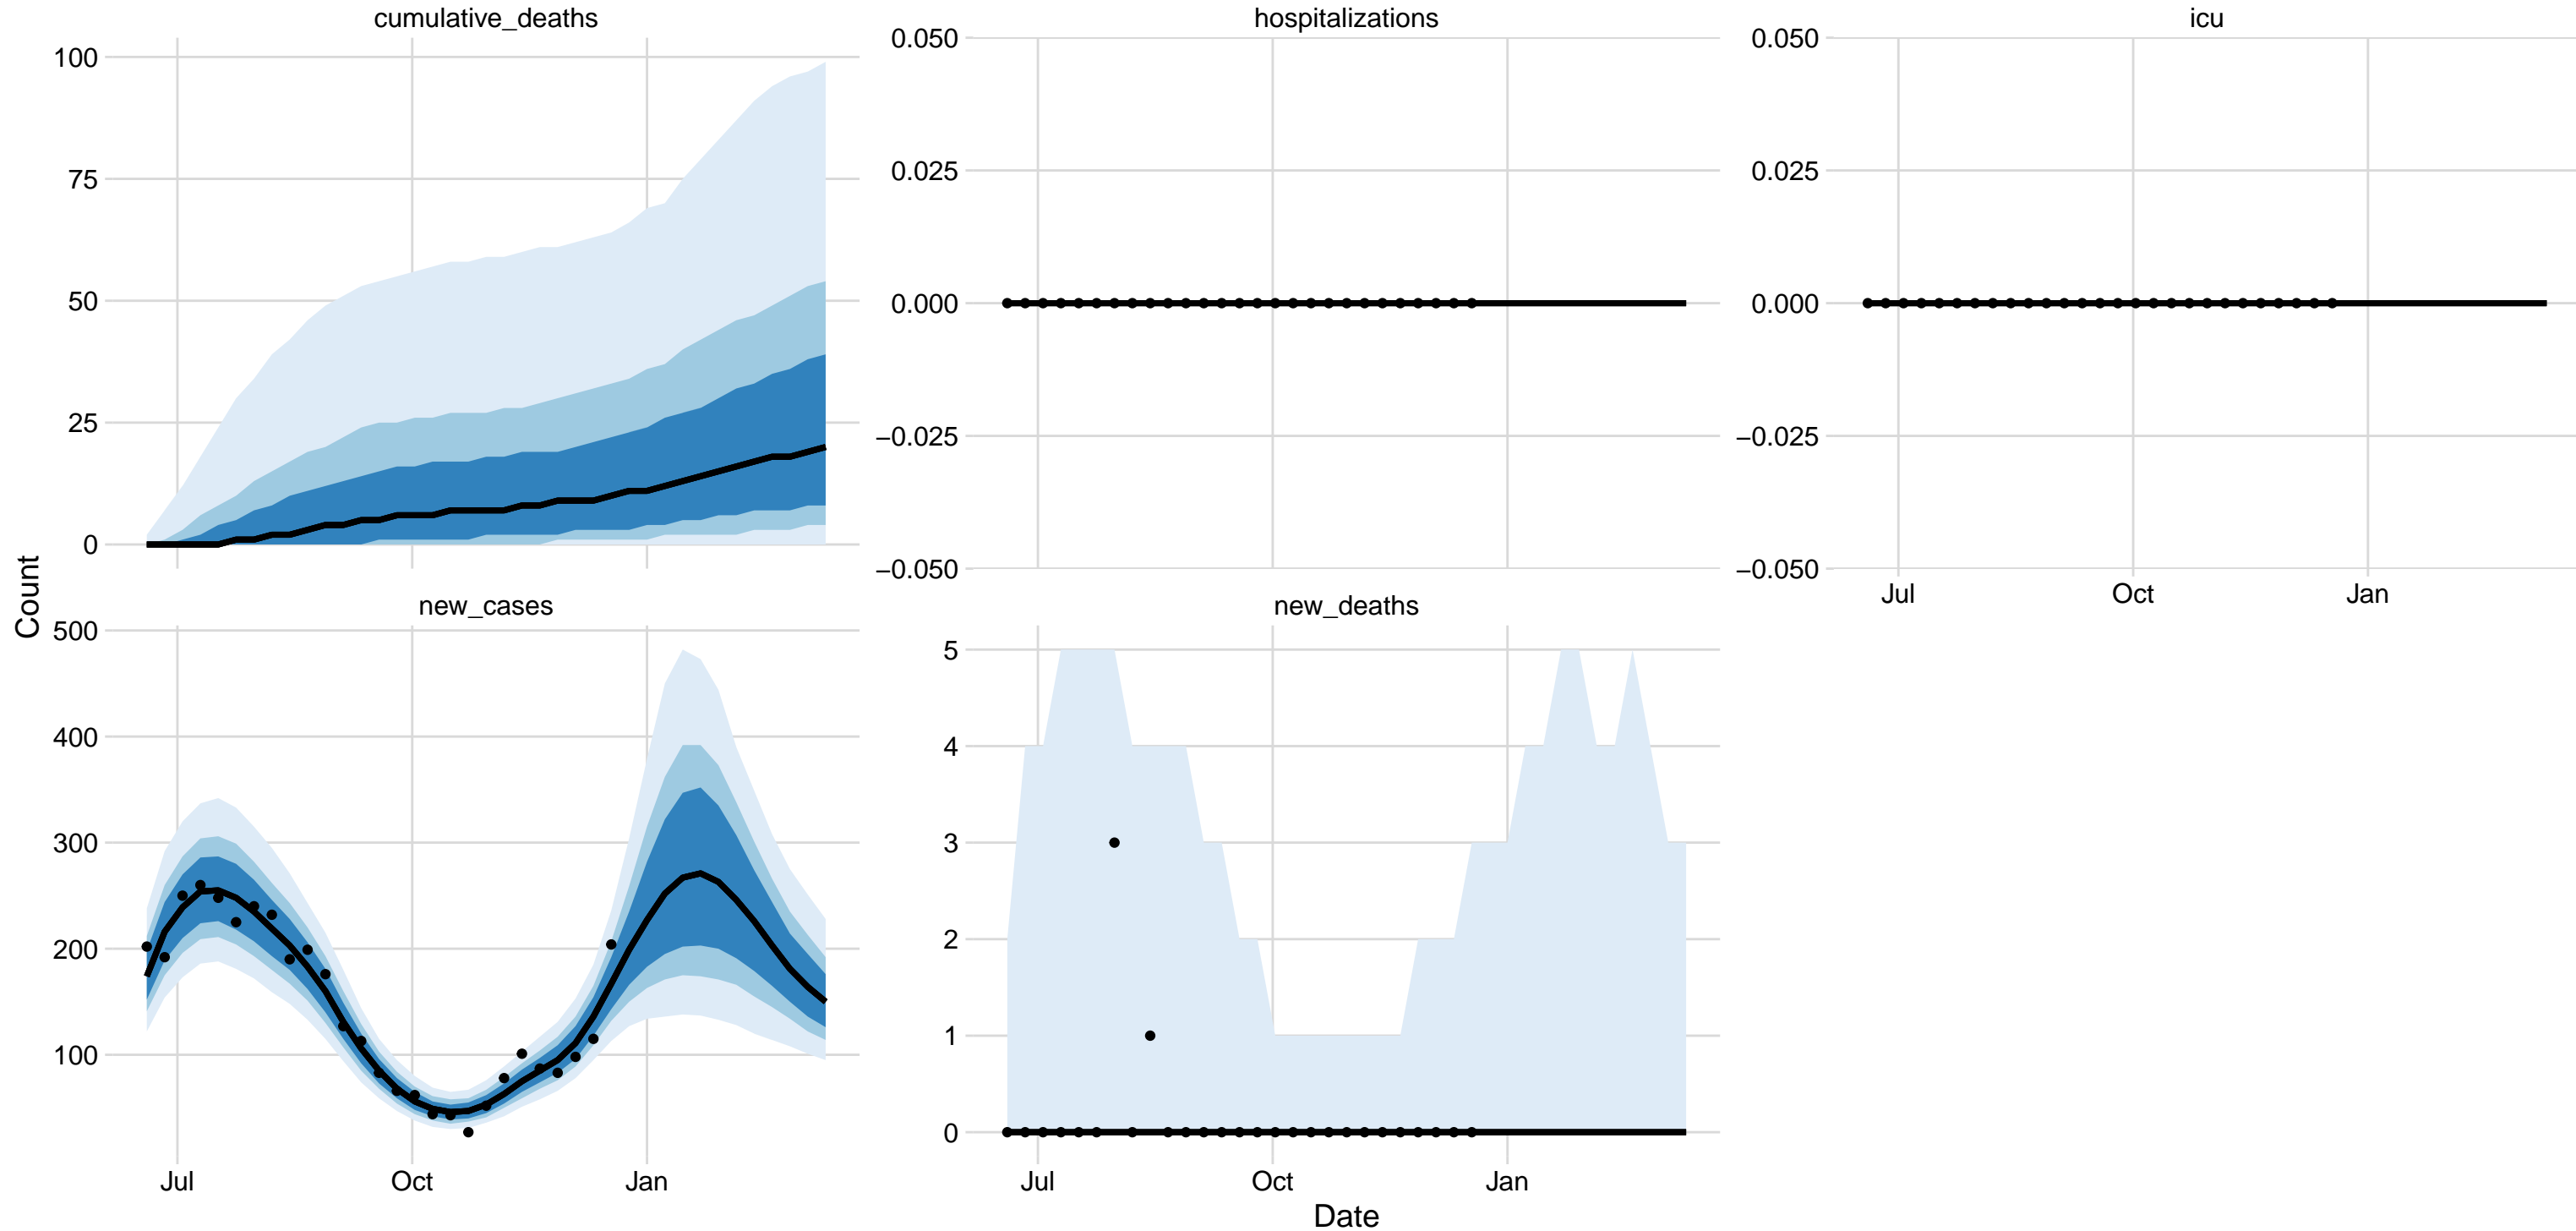 cumulative_deaths
hospitalizations
icu
100
75
50
25
0
0.050
0.025
0.000
−0.025
−0.050
0.050
0.025
0.000
−0.025
−0.050
Jul Oct Jan
Count
new_cases
new_deaths
500
400
300
200
100
5
4
3
2
1
0
Jul Oct Jan
Jul Oct Jan
Date